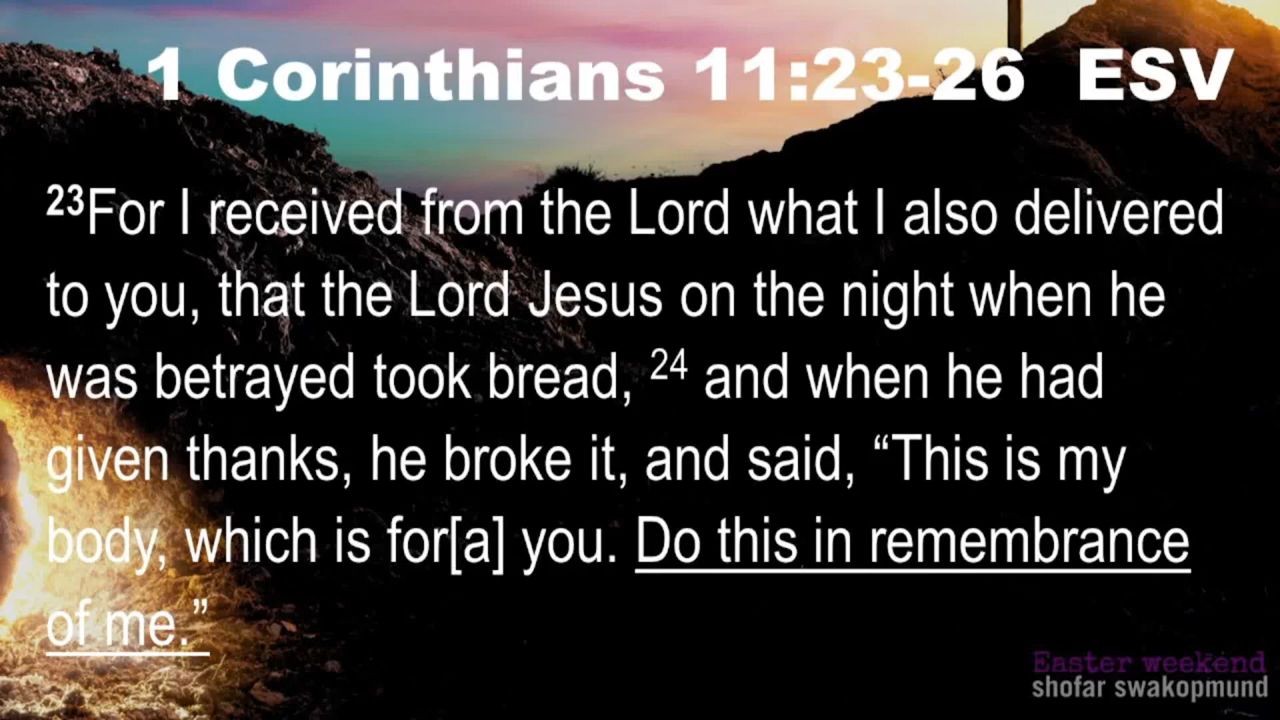 1 Corinthians 11:23-26 ESV
23For I received from the Lord what I also delivered
to you, that the Lord Jesus on the night when he
was betrayed took bread, 24 and when he had
given thanks, he broke it, and said, “This is my
body, which is for[a] you. Do this in remembrance
of me.”
Easter weekend
shofar swakopmund